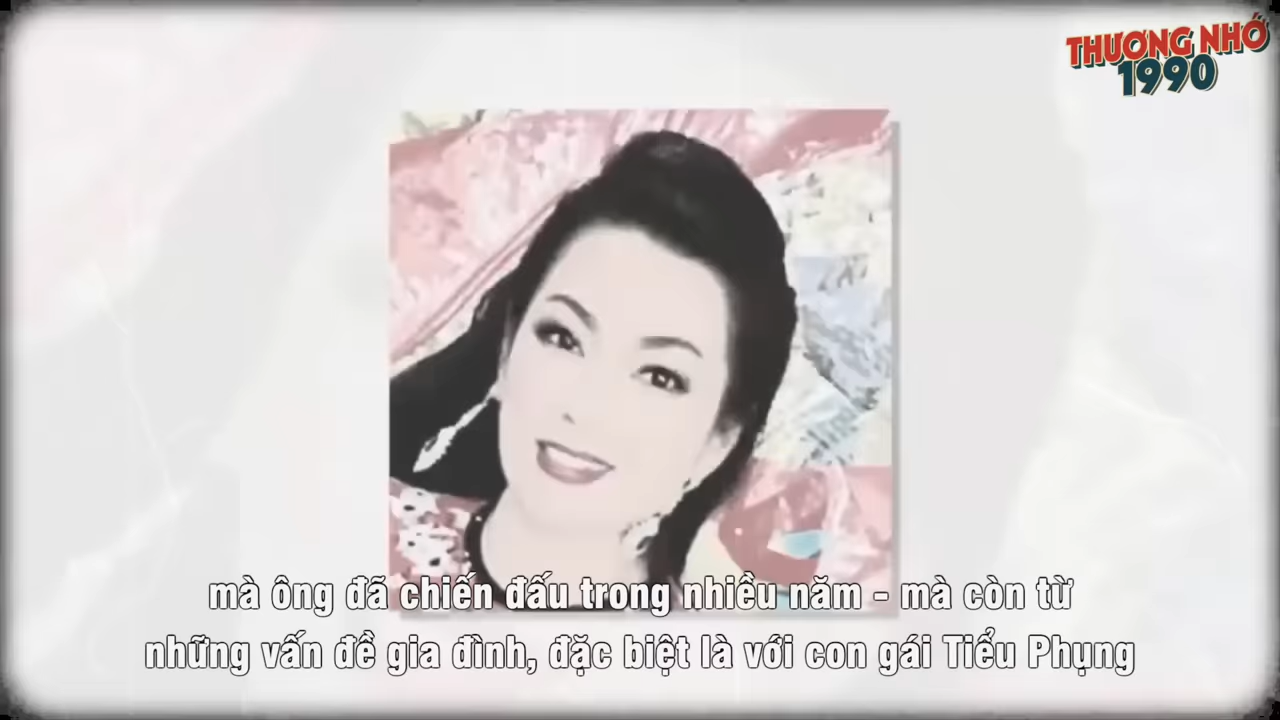 THƯƠNG NHỚ
1990
mà ông đã chiến đấu trong nhiều năm - mà còn từ
những vấn đề gia đình, đặc biệt là với con gái Tiểu Phụng